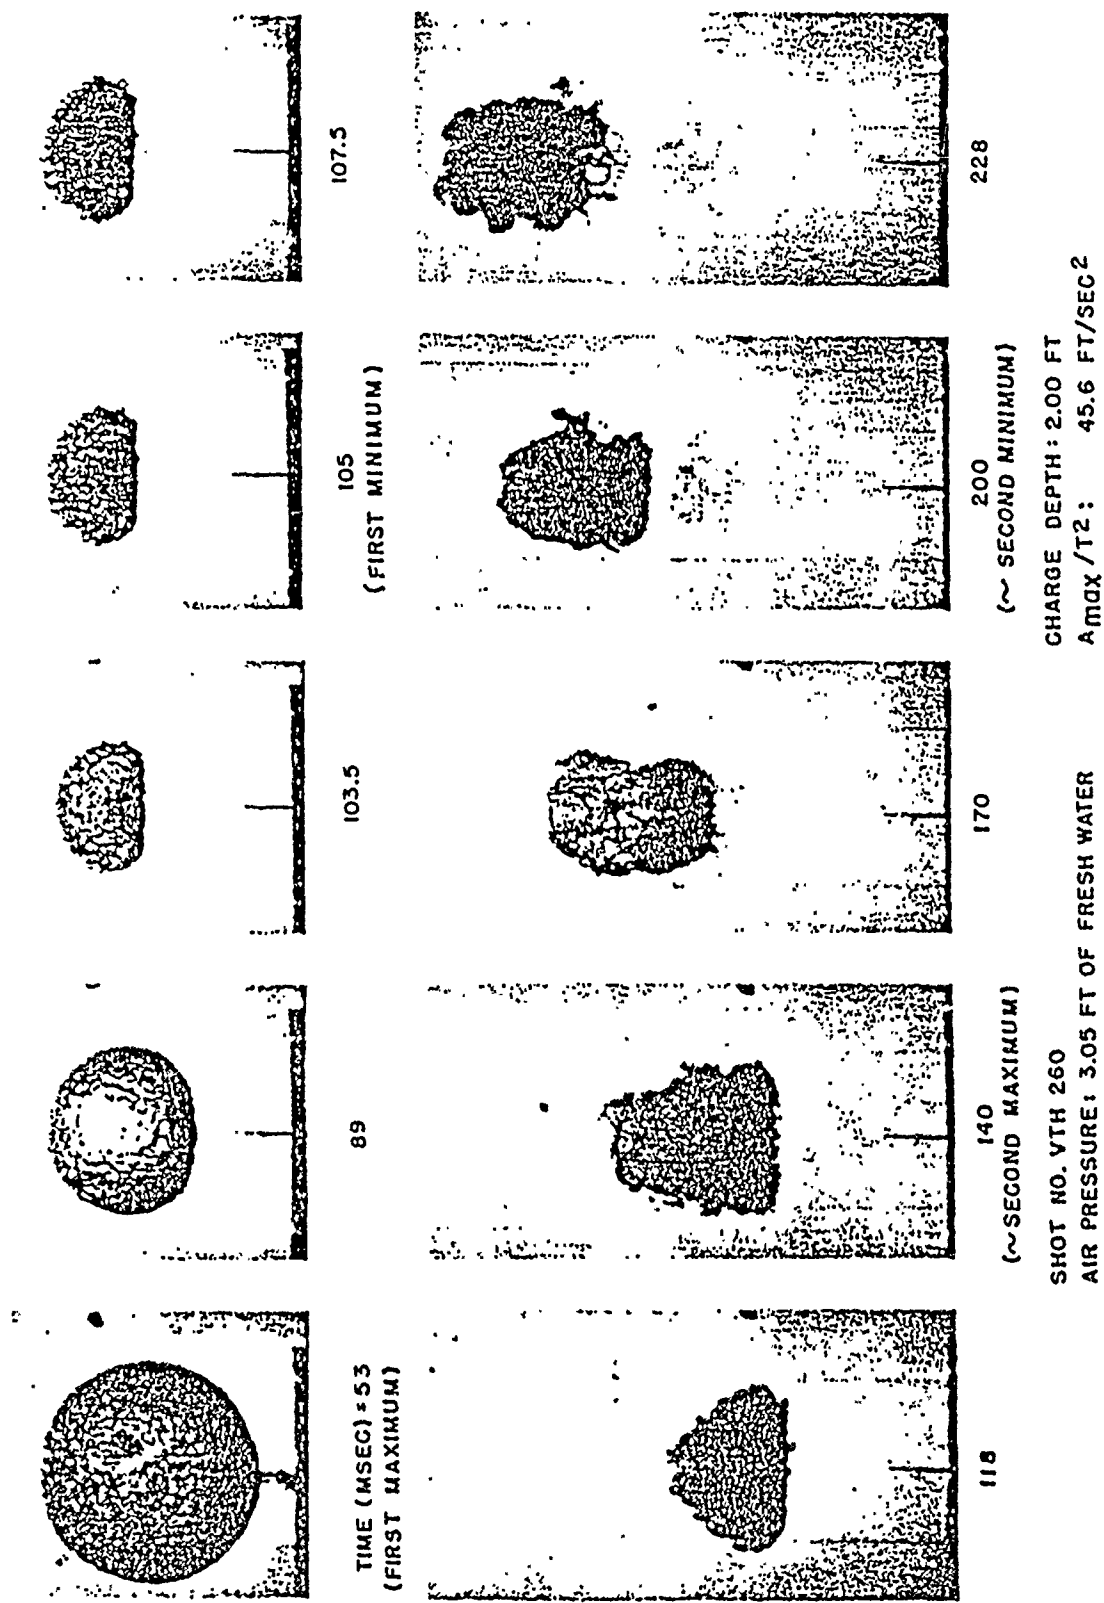 TIME (MSEC) = 53
(FIRST MAXIMUM)
89
103.5
105
(FIRST MINIMUM)
107.5
118
140
(~SECOND MAXIMUM)
170
200
(~ SECOND MINIMUM)
228
SHOT NO. VTH 260
AIR PRESSURE: 3.05 FT OF FRESH WATER
CHARGE DEPTH: 2.00 FT
Amax/T2: 45.6 FT/SEC2